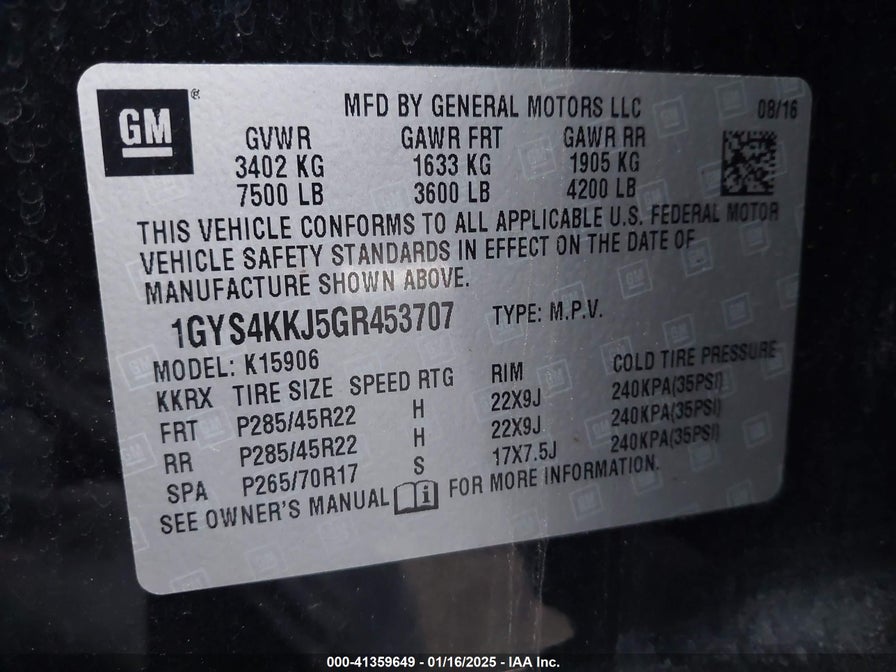 GM ®
MFD BY GENERAL MOTORS LLC 08/16
GVWR GAWR FRT GAWR RR
3402 KG 1633 KG 1905 KG
7500 LB 3600 LB 4200 LB
THIS VEHICLE CONFORMS TO ALL APPLICABLE U.S. FEDERAL MOTOR
VEHICLE SAFETY STANDARDS IN EFFECT ON THE DATE OF
MANUFACTURE SHOWN ABOVE.
1GYS4KKJ5GR453707 TYPE: M.P.V.
MODEL: K15906
KKRX TIRE SIZE SPEED RTG RIM COLD TIRE PRESSURE
FRT P285/45R22 H 22X9J 240KPA(35PSI)
RR P285/45R22 H 22X9J 240KPA(35PSI)
SPA P265/70R17 S 17X7.5J 240KPA(35PSI)
SEE OWNER'S MANUAL i FOR MORE INFORMATION.
000-41359649 - 01/16/2025 - IAA Inc.